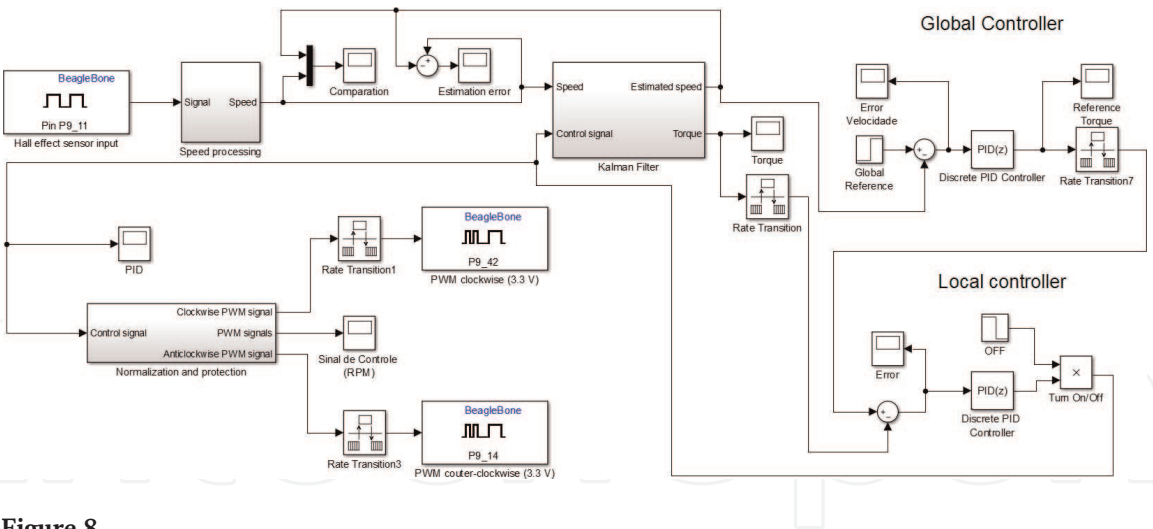 Global Controller
BeagleBone
Pin P9_11
Hall effect sensor input
Signal
Speed
Speed processing
Comparation
Estimation error
Speed
Estimated speed
Control signal
Torque
Kalman Filter
Torque
Rate Transition
Error
Velocidade
Global
Reference
PID(z)
Discrete PID Controller
Reference
Torque
Rate Transition7
PID
Rate Transition1
BeagleBone
P9_42
PWM clockwise (3.3 V)
Control signal
Clockwise PWM signal
PWM signals
Anticlockwise PWM signal
Normalization and protection
Sinal de Controle
(RPM)
Rate Transition3
BeagleBone
P9_14
PWM couter-clockwise (3.3 V)
Local controller
OFF
Error
PID(z)
Discrete PID
Controller
×
Turn On/Off
Figure 8